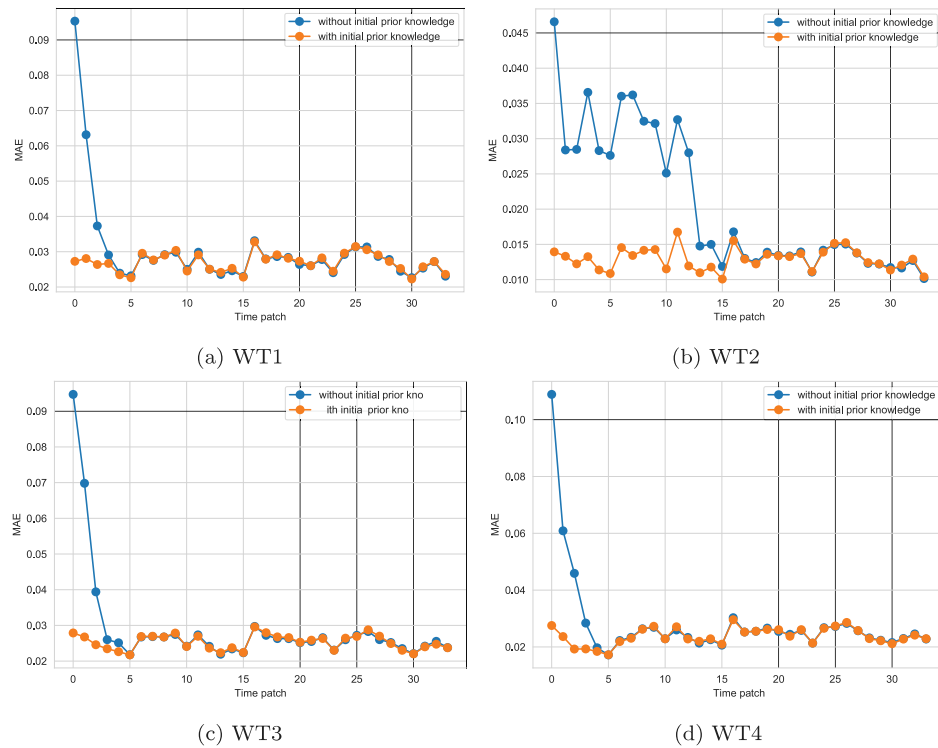 without initial prior knowledge
with initial prior knowledge
0.09
0.08
0.07
0.06
0.05
0.04
0.03
0.02
MAE
0 5 10 15 20 25 30
Time patch
(a) WT1
without initial prior knowledge
with initial prior knowledge
0.045
0.040
0.035
0.030
0.025
0.020
0.015
0.010
MAE
0 5 10 15 20 25 30
Time patch
(b) WT2
without initial prior kno
ith initia prior kno
0.09
0.08
0.07
0.06
0.05
0.04
0.03
0.02
MAE
0 5 10 15 20 25 30
Time patch
(c) WT3
without initial prior knowledge
with initial prior knowledge
0.10
0.08
0.06
0.04
0.02
MAE
0 5 10 15 20 25 30
Time patch
(d) WT4